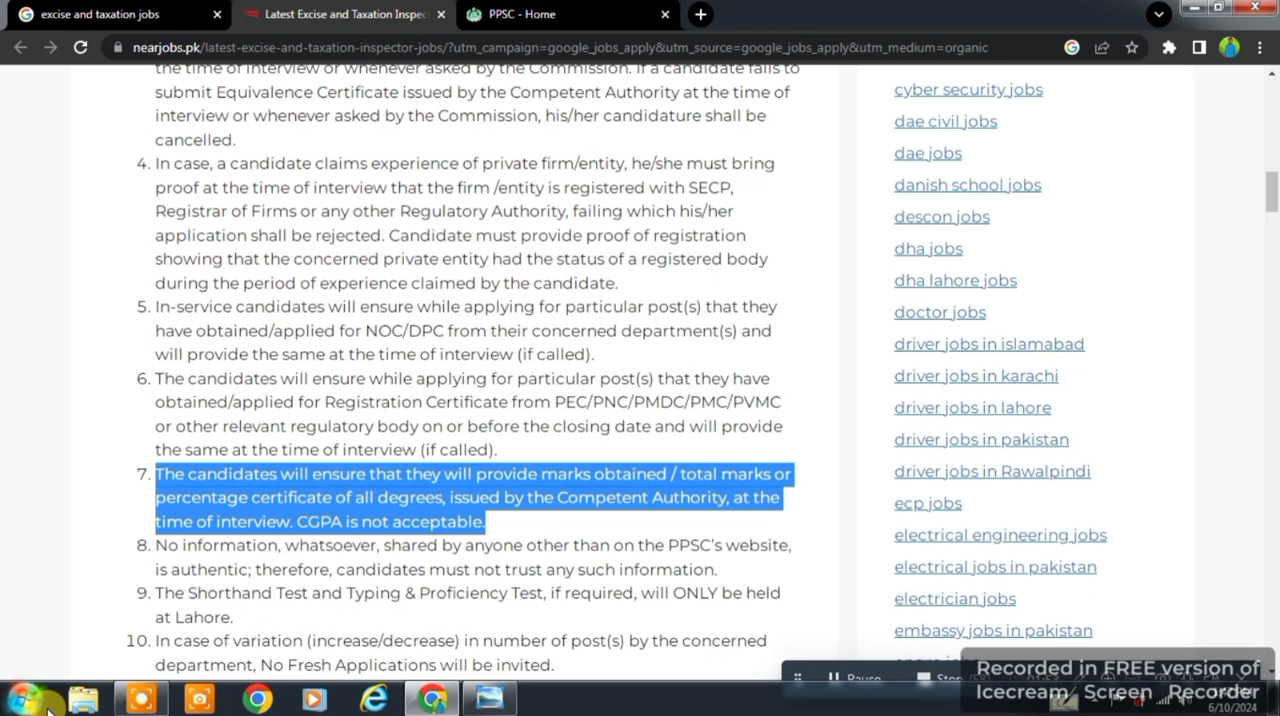 excise and taxation jobs
Latest Excise and Taxation Inspec
PPSC - Home
nearjobs.pk/latest-excise-and-taxation-inspector-jobs/?utm_campaign=google_jobs_apply&utm_source=google_jobs_apply&utm_medium=organic
the time of interview or whenever asked by the Commission. If a candidate fails to
submit Equivalence Certificate issued by the Competent Authority at the time of
interview or whenever asked by the Commission, his/her candidature shall be
cancelled.
4. In case, a candidate claims experience of private firm/entity, he/she must bring
proof at the time of interview that the firm /entity is registered with SECP,
Registrar of Firms or any other Regulatory Authority, failing which his/her
application shall be rejected. Candidate must provide proof of registration
showing that the concerned private entity had the status of a registered body
during the period of experience claimed by the candidate.
5. In-service candidates will ensure while applying for particular post(s) that they
have obtained/applied for NOC/DPC from their concerned department(s) and
will provide the same at the time of interview (if called).
6. The candidates will ensure while applying for particular post(s) that they have
obtained/applied for Registration Certificate from PEC/PNC/PMDC/PMC/PVMC
or other relevant regulatory body on or before the closing date and will provide
the same at the time of interview (if called).
7. The candidates will ensure that they will provide marks obtained / total marks or
percentage certificate of all degrees, issued by the Competent Authority, at the
time of interview. CGPA is not acceptable.
8. No information, whatsoever, shared by anyone other than on the PPSC's website,
is authentic; therefore, candidates must not trust any such information.
9. The Shorthand Test and Typing & Proficiency Test, if required, will ONLY be held
at Lahore.
10. In case of variation (increase/decrease) in number of post(s) by the concerned
department, No Fresh Applications will be invited.
cyber security jobs
dae civil jobs
dae jobs
danish school jobs
descon jobs
dha jobs
dha lahore jobs
doctor jobs
driver jobs in islamabad
driver jobs in karachi
driver jobs in lahore
driver jobs in pakistan
driver jobs in Rawalpindi
ecp jobs
electrical engineering jobs
electrical jobs in pakistan
electrician jobs
embassy jobs in pakistan
Pause
Recorded in FREE version of
Icecream Screen Recorder
6/10/2024